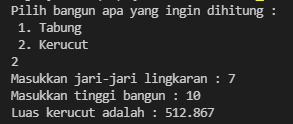 Pilih bangun apa yang ingin dihitung :
1. Tabung
2. Kerucut
2
Masukkan jari-jari lingkaran : 7
Masukkan tinggi bangun : 10
Luas kerucut adalah : 512.867